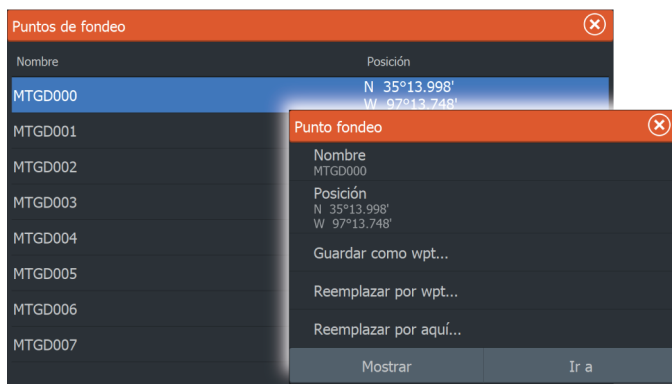 Puntos de fondeo
Nombre
Posición
MTGD000
N 35°13.998'
W 97°13.748'
MTGD001
MTGD002
MTGD003
MTGD004
MTGD005
MTGD006
MTGD007
Punto fondeo
Nombre
MTGD000
Posición
N 35°13.998'
W 97°13.748'
Guardar como wpt...
Reemplazar por wpt...
Reemplazar por aquí...
Mostrar
Ir a